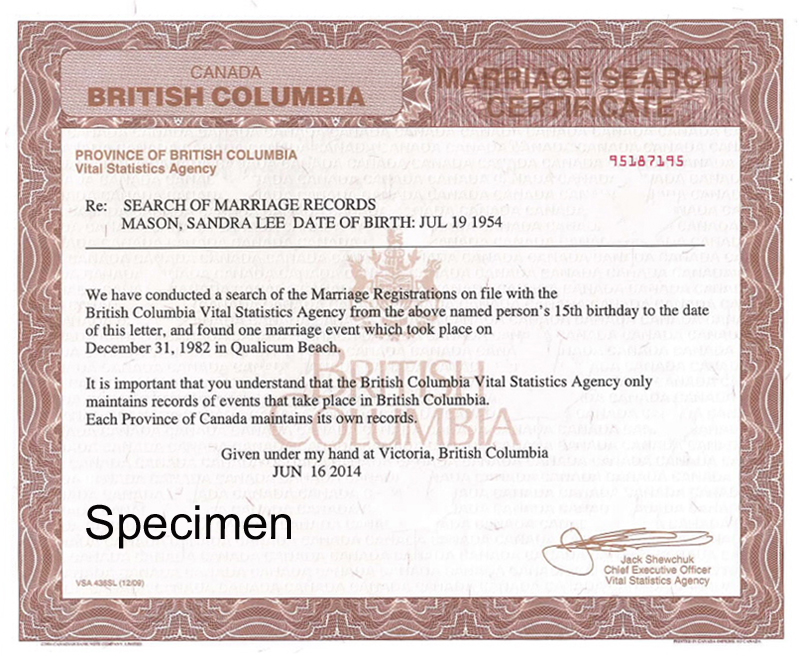 CANADA
BRITISH COLUMBIA
MARRIAGE SEARCH
CERTIFICATE
PROVINCE OF BRITISH COLUMBIA
Vital Statistics Agency
95187195
Re: SEARCH OF MARRIAGE RECORDS
MASON, SANDRA LEE DATE OF BIRTH: JUL 19 1954
We have conducted a search of the Marriage Registrations on file with the
British Columbia Vital Statistics Agency from the above named person's 15th birthday to the date
of this letter, and found one marriage event which took place on
December 31, 1982 in Qualicum Beach.
It is important that you understand that the British Columbia Vital Statistics Agency only
maintains records of events that take place in British Columbia.
Each Province of Canada maintains its own records.
BRITISH
COLUMBIA
Given under my hand at Victoria, British Columbia
JUN 16 2014
Specimen
Jack Shewchuk
Chief Executive Officer
Vital Statistics Agency
VSA 438SL (12/09)